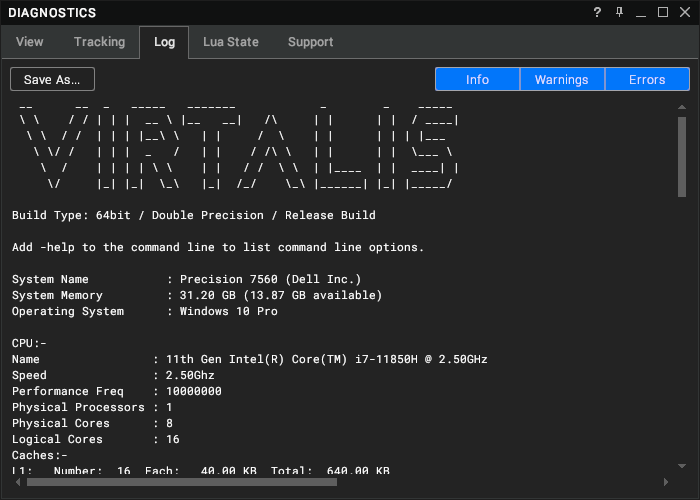 DIAGNOSTICS
View Tracking Log Lua State Support
Save As... Info Warnings Errors
VIRTALIS
Build Type: 64bit / Double Precision / Release Build
Add -help to the command line to list command line options.
System Name : Precision 7560 (Dell Inc.)
System Memory : 31.20 GB (13.87 GB available)
Operating System : Windows 10 Pro
CPU:-
Name : 11th Gen Intel(R) Core(TM) i7-11850H @ 2.50GHz
Speed : 2.50Ghz
Performance Freq : 10000000
Physical Processors : 1
Physical Cores : 8
Logical Cores : 16
Caches:-
L1: Number: 16 Each: 40.00 KB Total: 640.00 KB